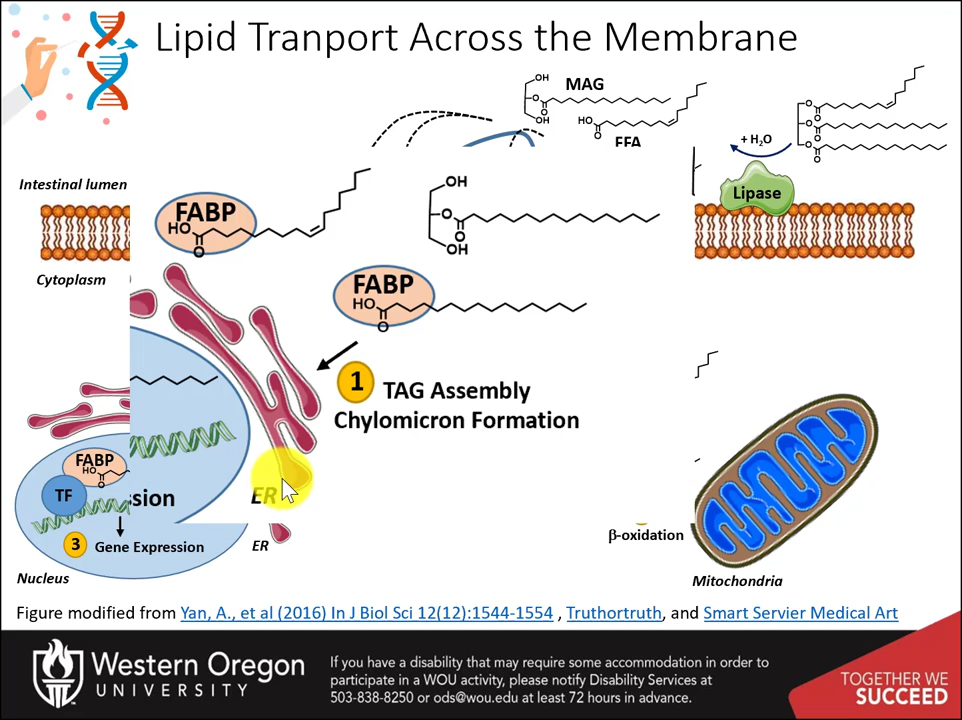 Lipid Tranport Across the Membrane
OH
MAG
O
O
OH
HO
O
FFA
+ H₂O
O
O
O
O
O
O
Lipase
Intestinal lumen
Cytoplasm
FABP
HO
O
OH
O
O
OH
FABP
HO
O
1 TAG Assembly
Chylomicron Formation
FABP
HO
O
TF
ssion
ER
3 Gene Expression
ER
β-oxidation
Nucleus
Mitochondria
Figure modified from Yan, A., et al (2016) In J Biol Sci 12(12):1544-1554 , Truthortruth, and Smart Servier Medical Art
Western Oregon
UNIVERSITY
If you have a disability that may require some accommodation in order to
participate in a WOU activity, please notify Disability Services at
503-838-8250 or ods@wou.edu at least 72 hours in advance.
TOGETHER WE
SUCCEED